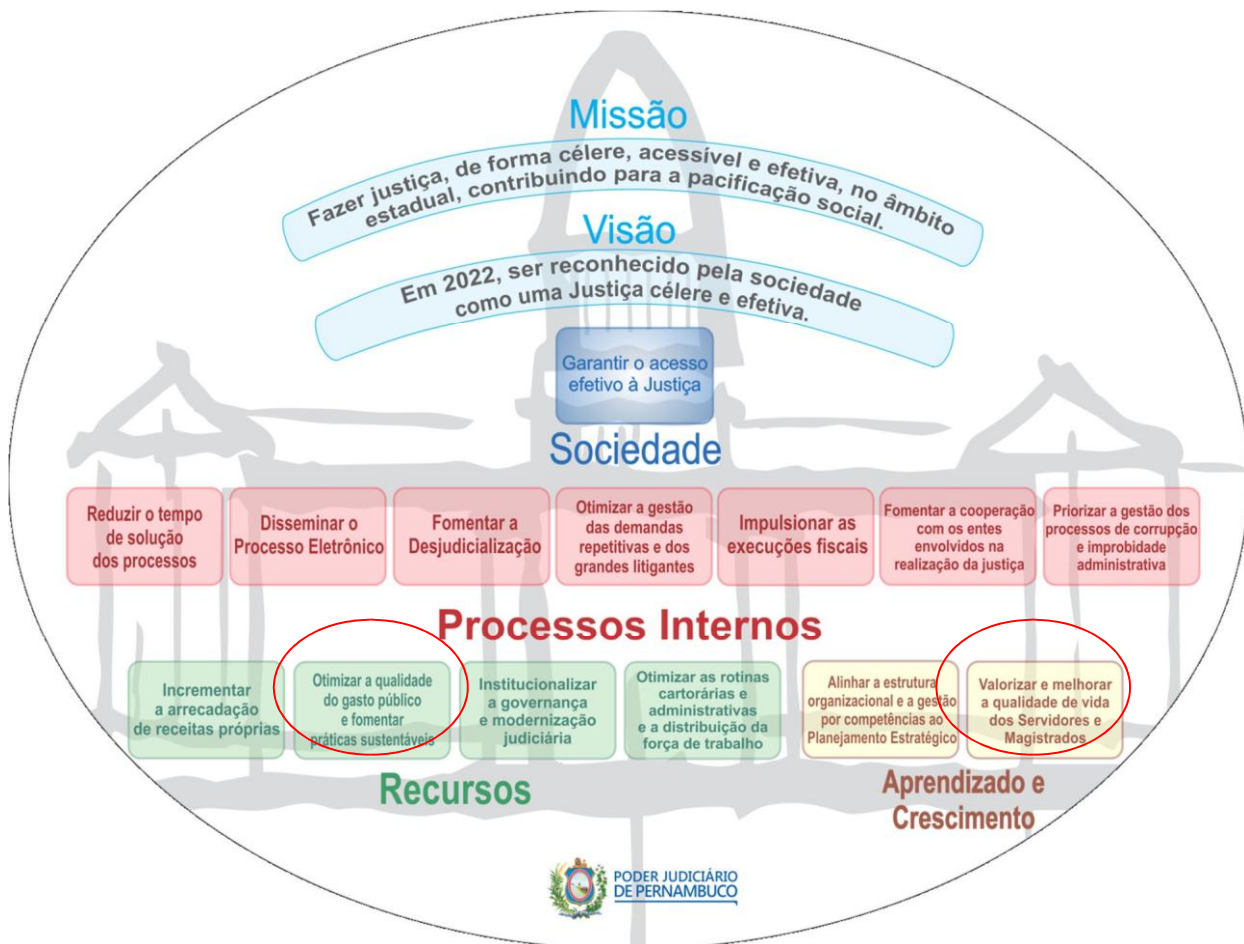 Missão
Fazer justiça, de forma célere, acessível e efetiva, no âmbito
estadual, contribuindo para a pacificação social.
Visão
Em 2022, ser reconhecido pela sociedade
como uma Justiça célere e efetiva.
Garantir o acesso
efetivo à Justiça
Sociedade
Reduzir o tempo
de solução
dos processos
Disseminar o
Processo Eletrônico
Fomentar a
Desjudicialização
Otimizar a gestão
das demandas
repetitivas e dos
grandes litigantes
Impulsionar as
execuções fiscais
Fomentar a cooperação
com os entes
envolvidos na
realização da justiça
Priorizar a gestão dos
processos de corrupção
e improbidade
administrativa
Processos Internos
Incrementar
a arrecadação
de receitas próprias
Otimizar a qualidade
do gasto público
e fomentar
práticas sustentáveis
Institucionalizar
a governança
e modernização
judiciária
Otimizar as rotinas
cartorárias e
administrativas
e a distribuição da
força de trabalho
Alinhar a estrutura
organizacional e a gestão
por competências ao
Planejamento Estratégico
Valorizar e melhorar
a qualidade de vida
dos Servidores e
Magistrados
Recursos
Aprendizado e
Crescimento
PODER JUDICIÁRIO
DE PERNAMBUCO